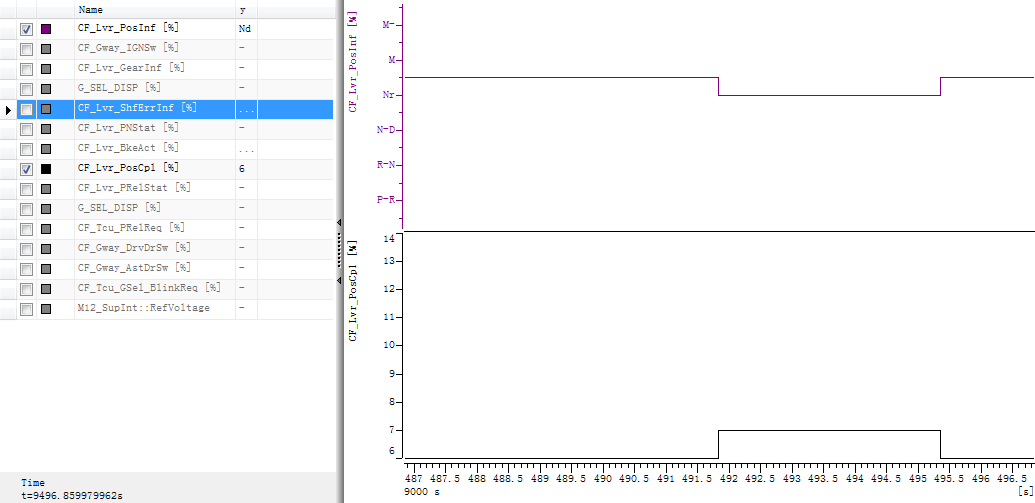 Name y
CF_Lvr_PosInf [%] Nd
CF_Gway_IGNSw [%] -
CF_Lvr_GearInf [%] -
G_SEL_DISP [%] -
CF_Lvr_ShfErrInf [%] ...
CF_Lvr_PNStat [%] -
CF_Lvr_BkeAct [%] ...
CF_Lvr_PosCpl [%] 6
CF_Lvr_PRelStat [%] -
G_SEL_DISP [%] -
CF_Tcu_PRelReq [%] -
CF_Gway_DrvDrSw [%] -
CF_Gway_AstDrSw [%] -
CF_Tcu_GSel_BlinkReq [%] -
M12_SupInt::RefVoltage -
Time
t=9496.859979962s
CF_Lvr_PosInf [%]
M-
M
Nr
N-D
R-N
P-R
CF_Lvr_PosCpl [%]
14
13
12
11
10
9
8
7
6
487 487.5 488 488.5 489 489.5 490 490.5 491 491.5 492 492.5 493 493.5 494 494.5 495 495.5 496 496.5
9000 s [s]